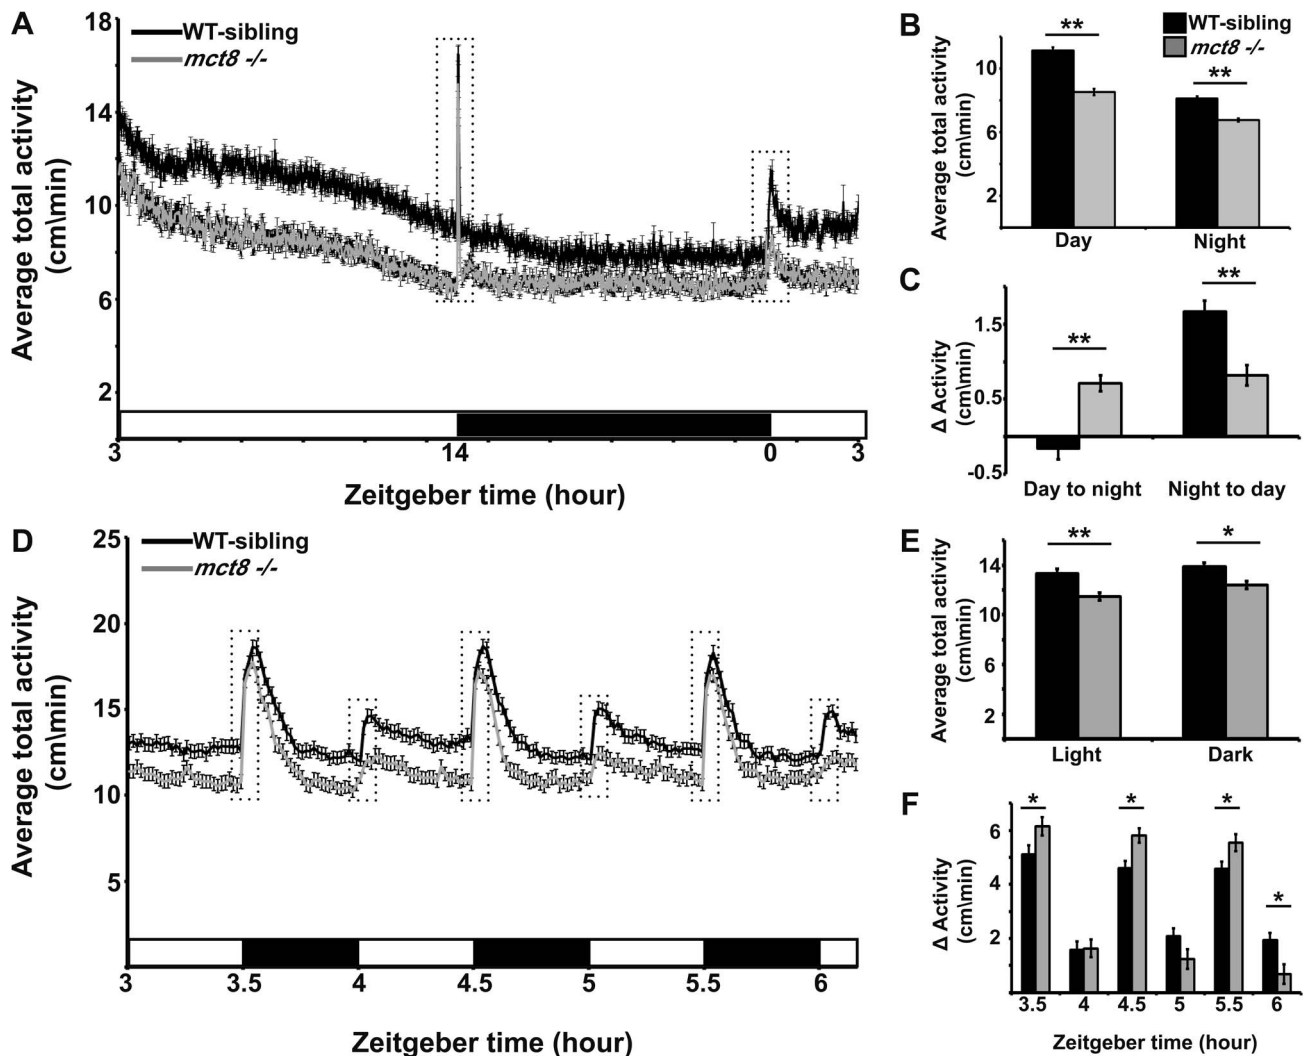 A
WT-sibling
mct8 -/-
Average total activity
(cm\min)
18
14
10
6
2
3
14
0
3
Zeitgeber time (hour)
B
WT-sibling
mct8 -/-
Average total activity
(cm\min)
**
**
10
6
2
Day
Night
C
Δ Activity
(cm\min)
**
**
1.5
0.5
-0.5
Day to night
Night to day
D
WT-sibling
mct8 -/-
Average total activity
(cm\min)
25
20
15
10
5
3
3.5
4
4.5
5
5.5
6
Zeitgeber time (hour)
E
Average total activity
(cm\min)
**
*
14
10
6
2
Light
Dark
F
Δ Activity
(cm\min)
*
*
*
*
6
4
2
3.5
4
4.5
5
5.5
6
Zeitgeber time (hour)